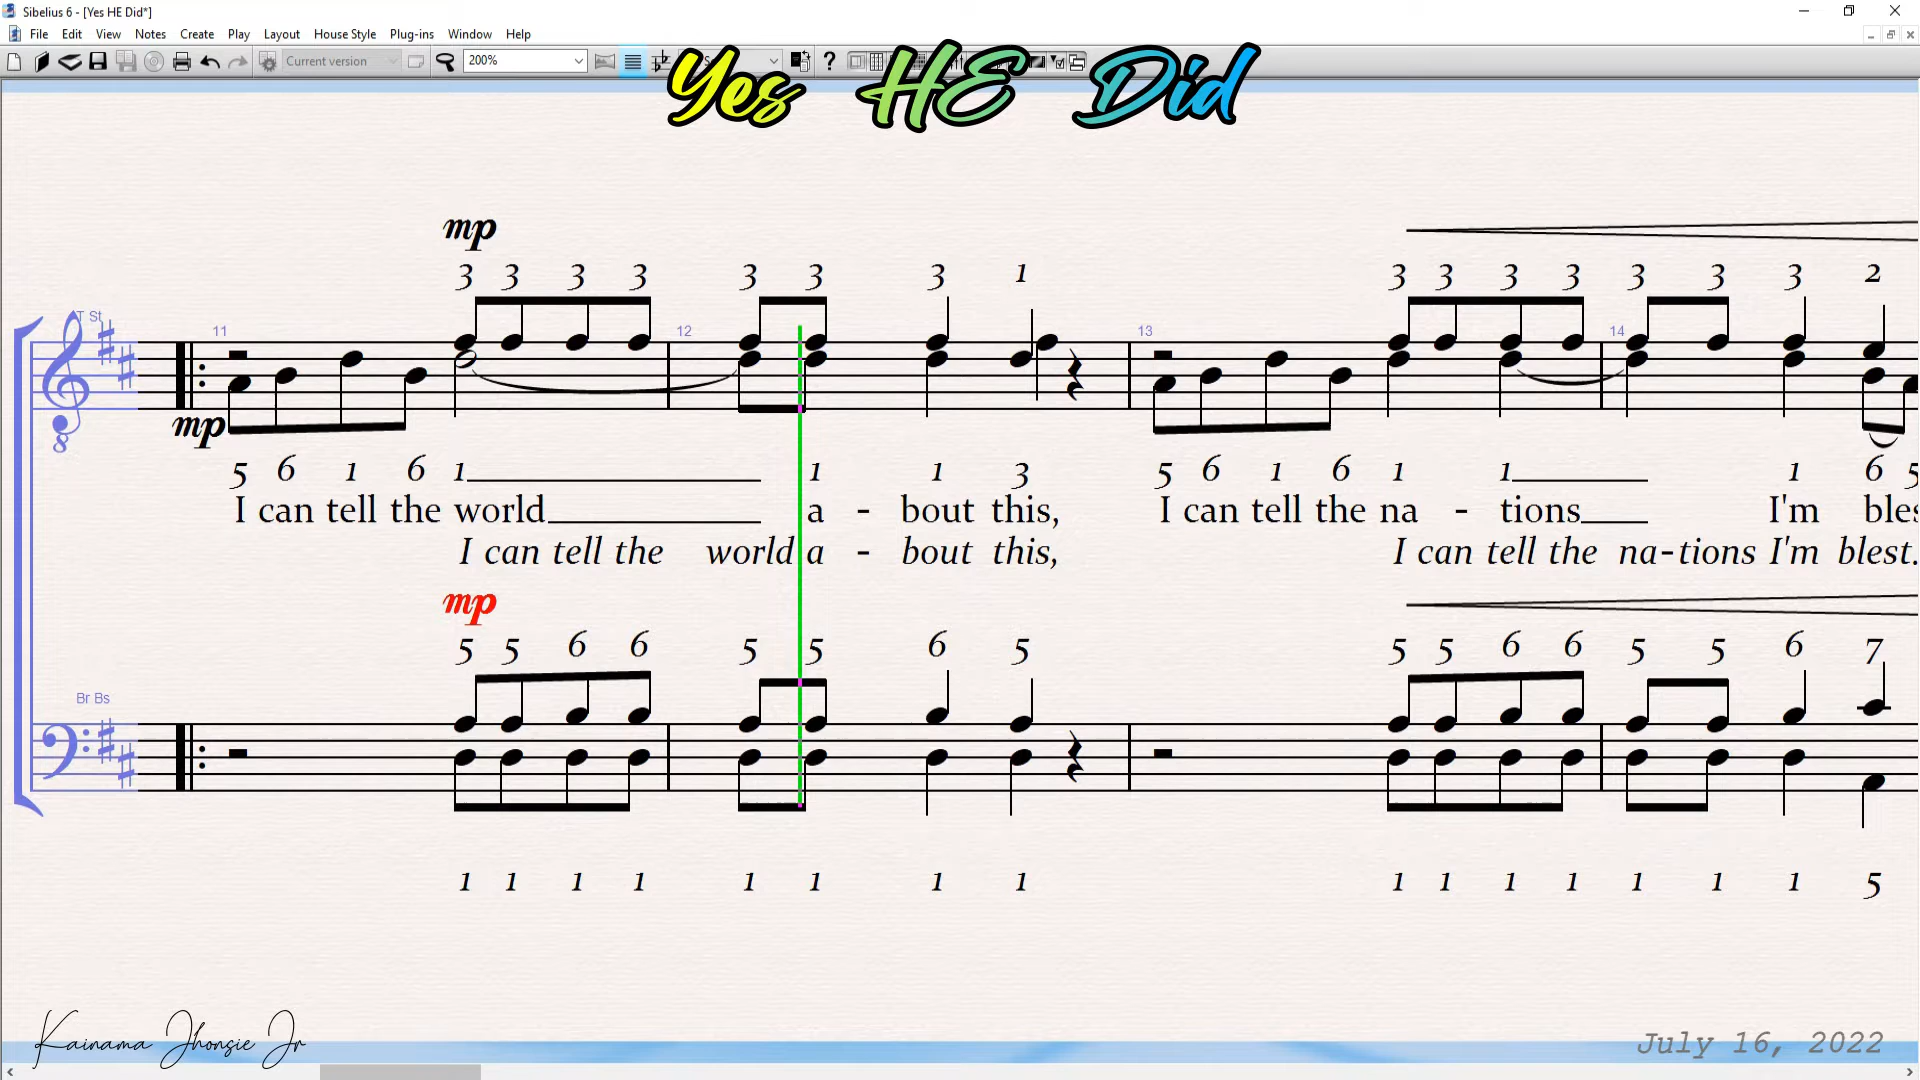 Sibelius 6 - [Yes HE Did*]
File Edit View Notes Create Play Layout House Style Plug-ins Window Help
Current version 200%
Yes HE Did
mp
3 3 3 3 3 3 3 1 3 3 3 3 3 3 3 2
T St
11 12 13 14
8
mp
5 6 1 6 1 1 1 3 5 6 1 6 1 1 1 6 5
I can tell the world a - bout this, I can tell the na - tions I'm bles
I can tell the world a - bout this, I can tell the na-tions I'm blest.
mp
5 5 6 6 5 5 6 5 5 5 6 6 5 5 6 7
Br Bs
1 1 1 1 1 1 1 1 1 1 1 1 1 1 1 5
Kainama Jhonsie Jr
July 16, 2022